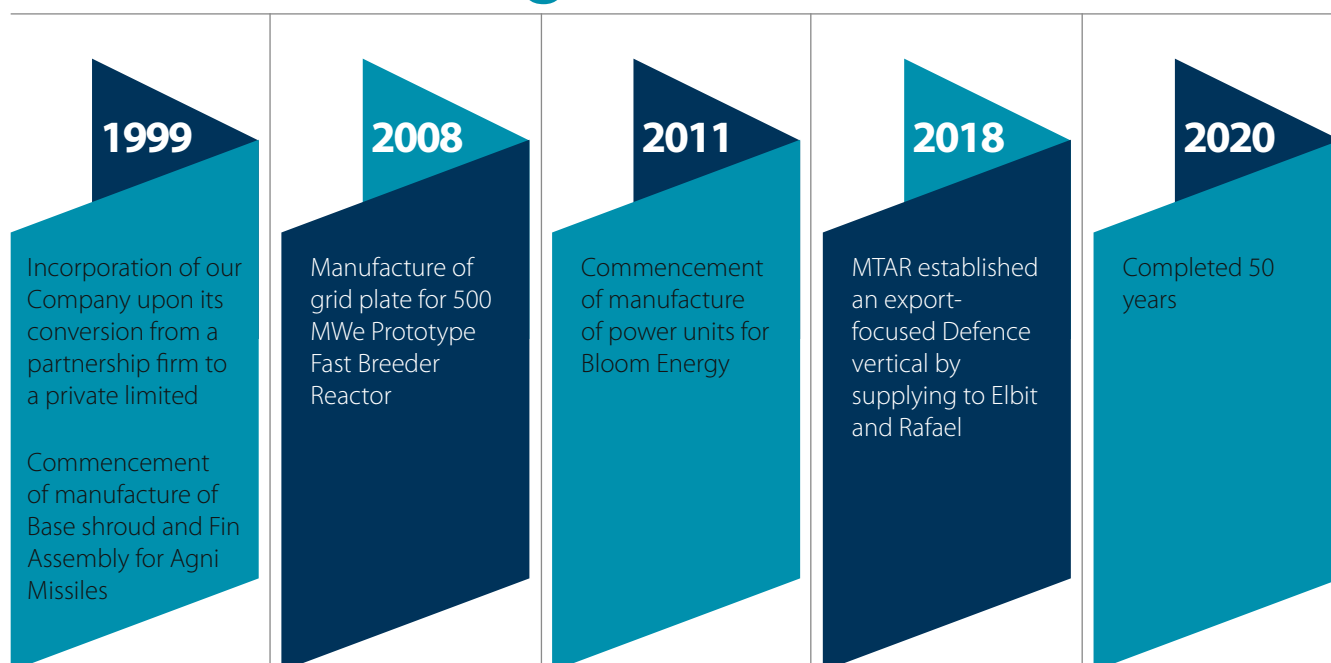 1999
Incorporation of our
Company upon its
conversion from a
partnership firm to
a private limited
Commencement
of manufacture of
Base shroud and Fin
Assembly for Agni
Missiles
2008
Manufacture of
grid plate for 500
MWe Prototype
Fast Breeder
Reactor
2011
Commencement
of manufacture
of power units for
Bloom Energy
2018
MTAR established
an export-
focused Defence
vertical by
supplying to Elbit
and Rafael
2020
Completed 50
years